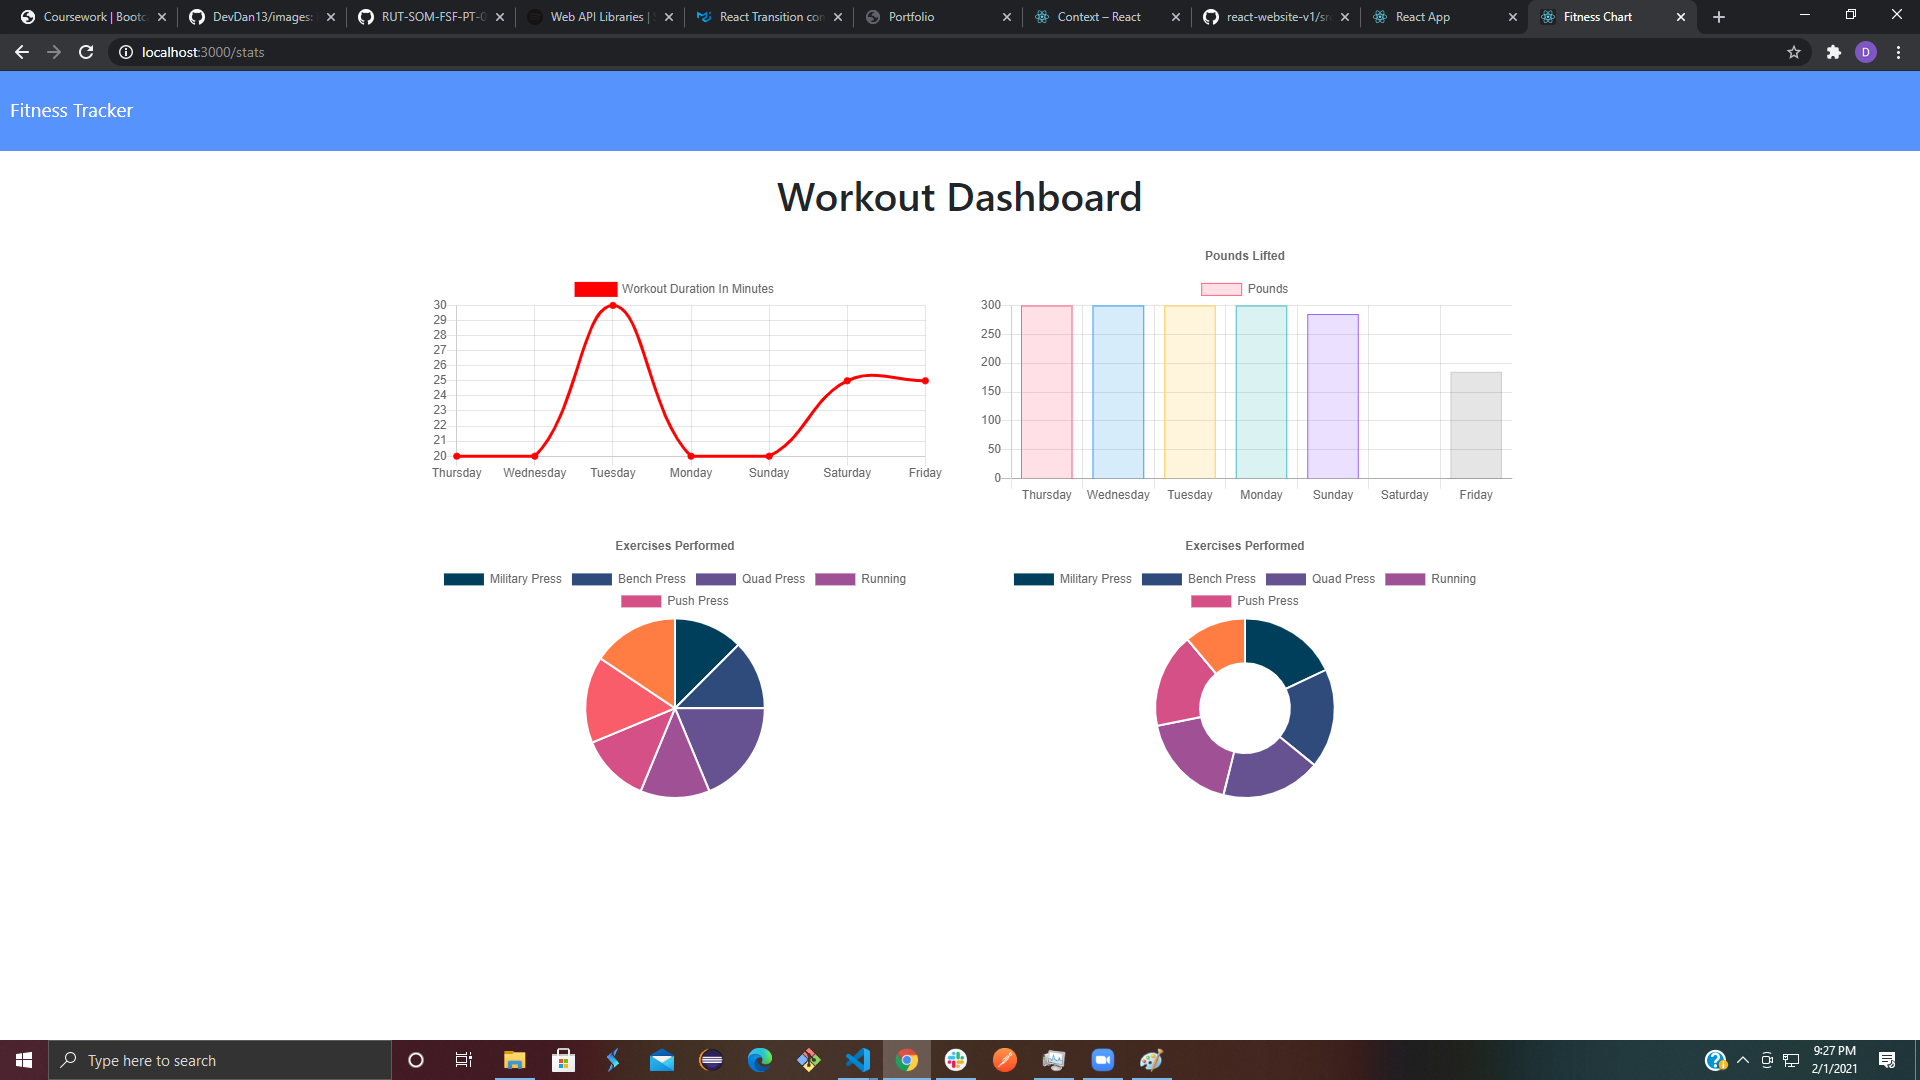 Coursework | Bootc
DevDan13/images:
RUT-SOM-FSF-PT-0
Web API Libraries |
React Transition con
Portfolio
Context – React
react-website-v1/sr
React App
Fitness Chart
localhost:3000/stats
D
Fitness Tracker
Workout Dashboard
Workout Duration In Minutes
30
29
28
27
26
25
24
23
22
21
20
Thursday Wednesday Tuesday Monday Sunday Saturday Friday
Pounds Lifted
Pounds
300
250
200
150
100
50
0
Thursday Wednesday Tuesday Monday Sunday Saturday Friday
Exercises Performed
Military Press Bench Press Quad Press Running
Push Press
Exercises Performed
Military Press Bench Press Quad Press Running
Push Press
Type here to search
9:27 PM
2/1/2021